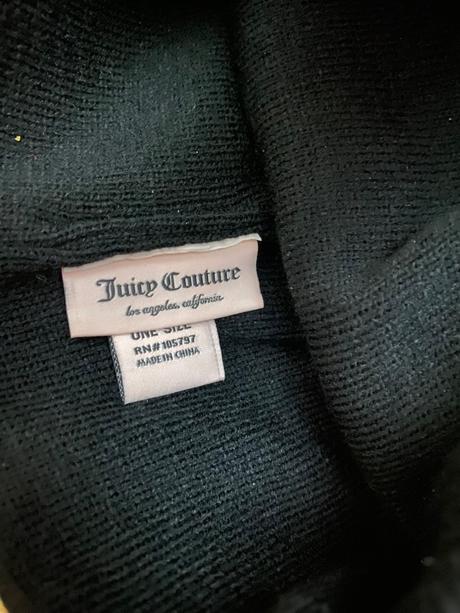 Juicy Couture
los angeles, california
ONE SIZE
RN# 105797
MADE IN CHINA